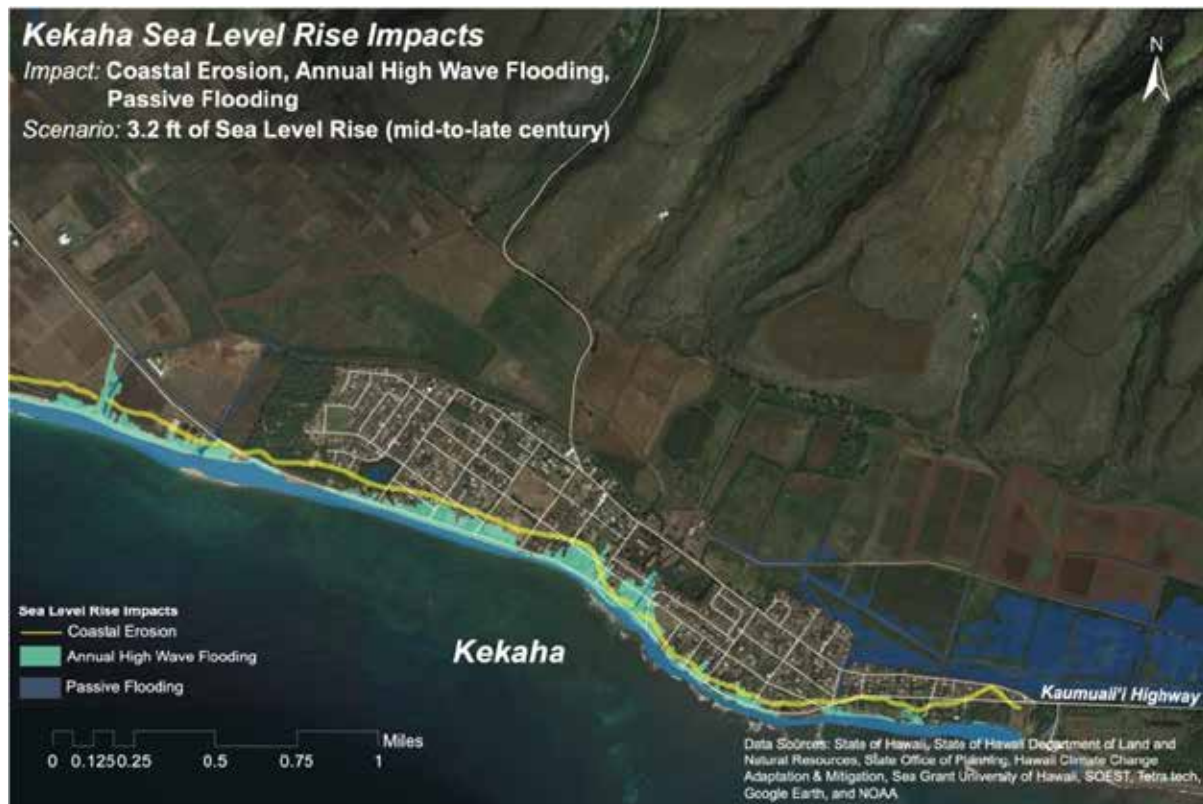 Kekaha Sea Level Rise Impacts
Impact: Coastal Erosion, Annual High Wave Flooding,
Passive Flooding
Scenario: 3.2 ft of Sea Level Rise (mid-to-late century)
N
Sea Level Rise Impacts
Coastal Erosion
Annual High Wave Flooding
Passive Flooding
Kekaha
Kaumuali'i Highway
Miles
0 0.125 0.25 0.5 0.75 1
Data Sources: State of Hawaii, State of Hawaii Department of Land and
Natural Resources, State Office of Planning, Hawaii Climate Change
Adaptation & Mitigation, Sea Grant University of Hawaii, SOEST, Tetra tech,
Google Earth, and NOAA